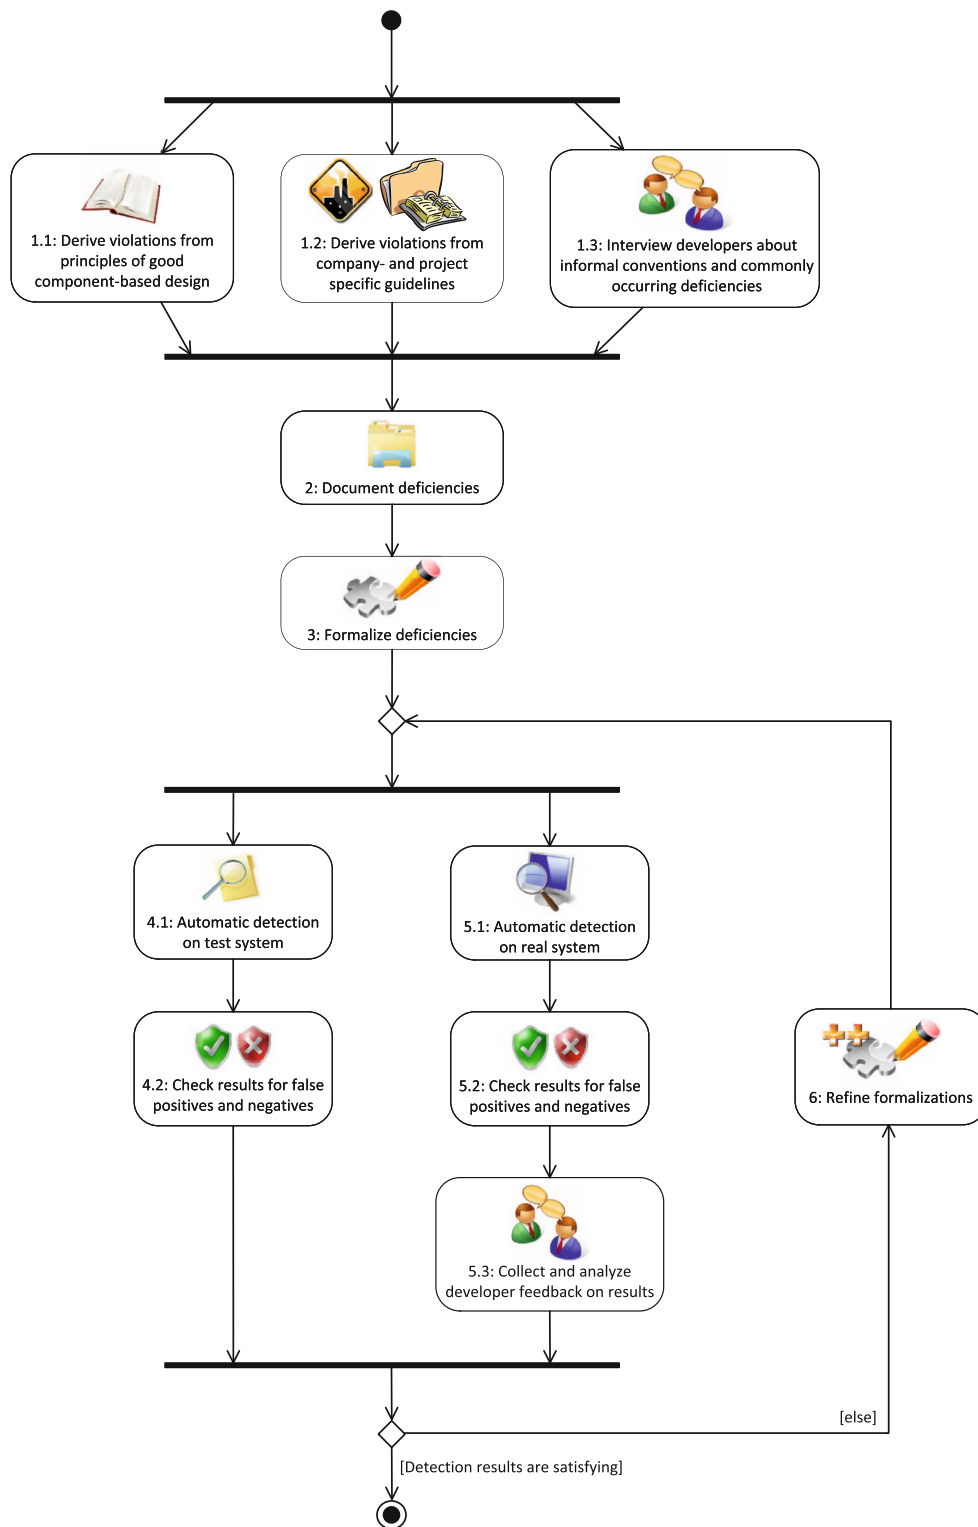 1.1: Derive violations from
principles of good
component-based design
1.2: Derive violations from
company- and project
specific guidelines
1.3: Interview developers about
informal conventions and commonly
occurring deficiencies
2: Document deficiencies
3: Formalize deficiencies
4.1: Automatic detection
on test system
5.1: Automatic detection
on real system
4.2: Check results for false
positives and negatives
5.2: Check results for false
positives and negatives
6: Refine formalizations
5.3: Collect and analyze
developer feedback on results
[else]
[Detection results are satisfying]